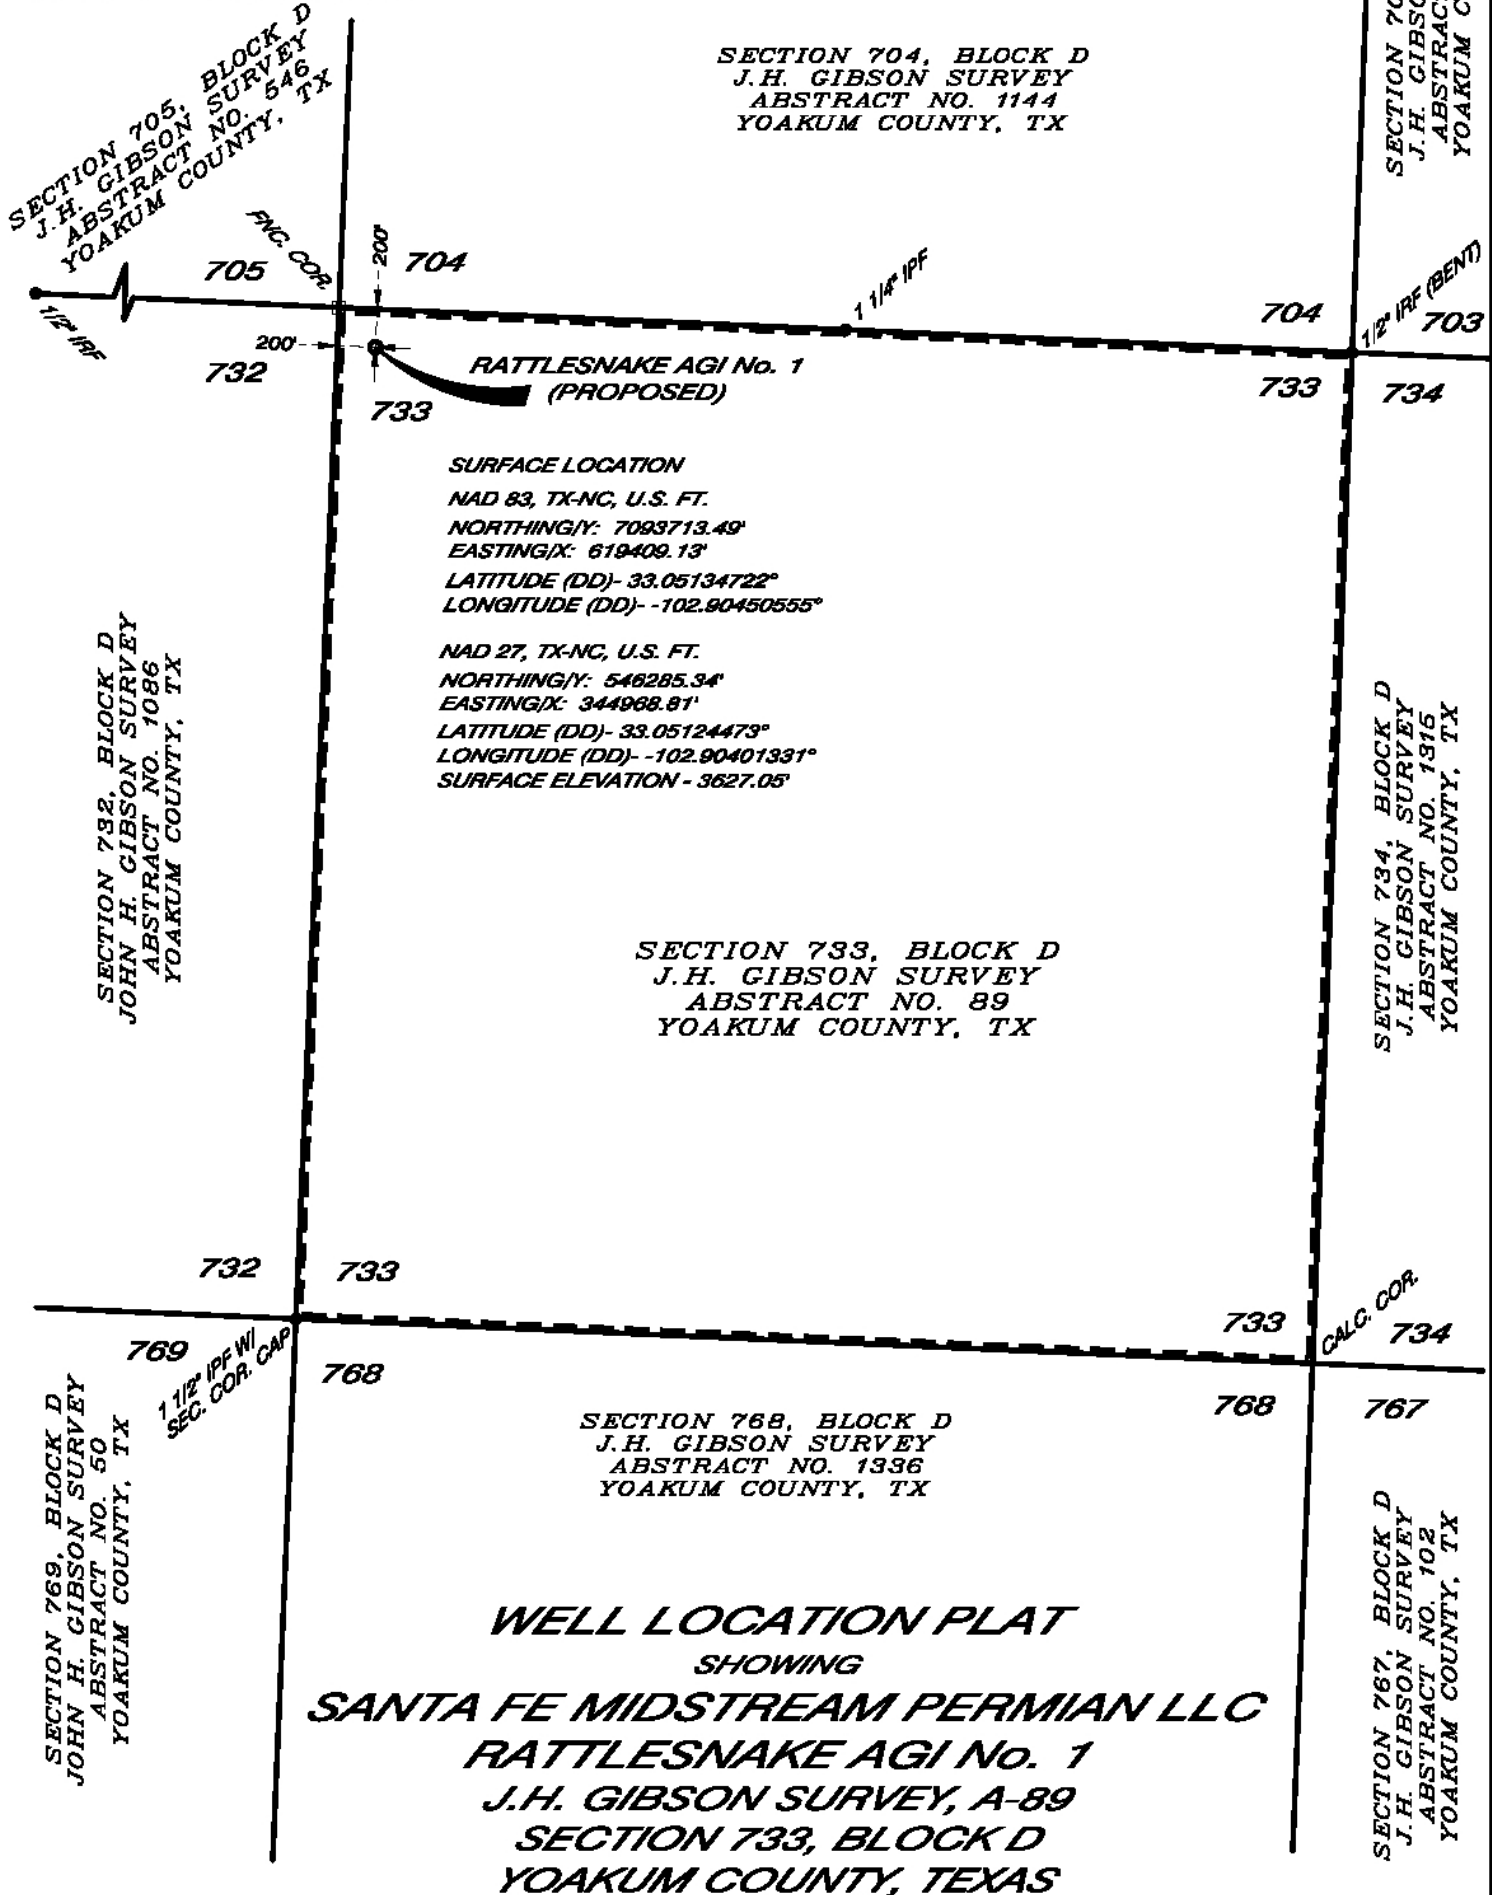 SECTION 705, BLOCK D
J.H. GIBSON SURVEY
ABSTRACT NO. 546
YOAKUM COUNTY, TX
SECTION 704, BLOCK D
J.H. GIBSON SURVEY
ABSTRACT NO. 1144
YOAKUM COUNTY, TX
SECTION
J.H.
YOAKUM
FNC. COR.
200'
705
704
1 1/4" IPF
704
1/2" IRF (BENT)
703
1/2" IRF
200'
732
733
RATTLESNAKE AGI No. 1
(PROPOSED)
733
734
SURFACE LOCATION
NAD 83, TX-NC, U.S. FT.
NORTHING/Y: 7093713.49'
EASTING/X: 619409.13'
LATITUDE (DD)- 33.05134722°
LONGITUDE (DD)- -102.90450555°
NAD 27, TX-NC, U.S. FT.
NORTHING/Y: 546285.34'
EASTING/X: 344968.81'
LATITUDE (DD)- 33.05124473°
LONGITUDE (DD)- -102.90401331°
SURFACE ELEVATION - 3627.05'
SECTION 732, BLOCK D
JOHN H. GIBSON SURVEY
ABSTRACT NO. 1086
YOAKUM COUNTY, TX
SECTION 733, BLOCK D
J.H. GIBSON SURVEY
ABSTRACT NO. 89
YOAKUM COUNTY, TX
SECTION 734, BLOCK D
J.H. GIBSON SURVEY
ABSTRACT NO. 1315
YOAKUM COUNTY, TX
732
733
733
CALC. COR.
734
769
1 1/2" IPF W/
SEC. COR. CAP
768
768
767
SECTION 769, BLOCK D
JOHN H. GIBSON SURVEY
ABSTRACT NO. 50
YOAKUM COUNTY, TX
SECTION 768, BLOCK D
J.H. GIBSON SURVEY
ABSTRACT NO. 1336
YOAKUM COUNTY, TX
SECTION 767, BLOCK D
J.H. GIBSON SURVEY
ABSTRACT NO. 102
YOAKUM COUNTY, TX
WELL LOCATION PLAT
SHOWING
SANTA FE MIDSTREAM PERMIAN LLC
RATTLESNAKE AGI No. 1
J.H. GIBSON SURVEY, A-89
SECTION 733, BLOCK D
YOAKUM COUNTY, TEXAS